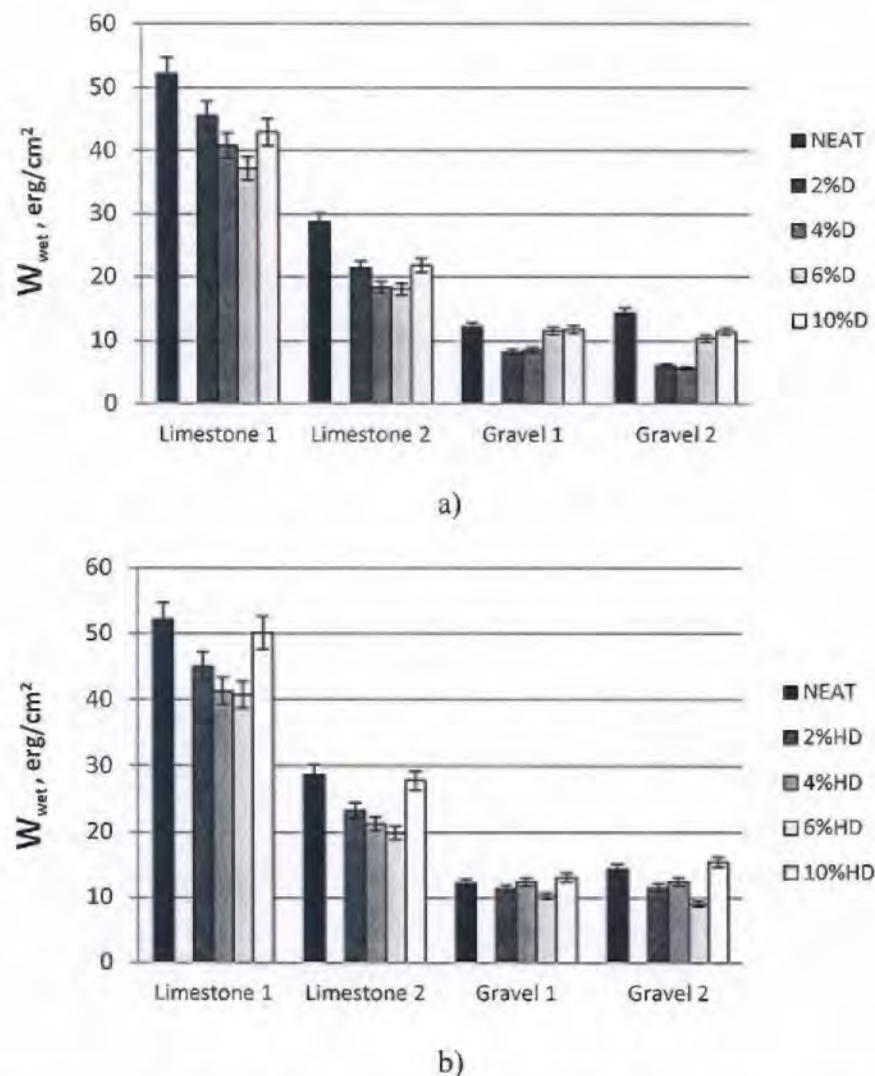 60
50
40
30
20
10
0
W_wet, erg/cm²
Limestone 1 Limestone 2 Gravel 1 Gravel 2
NEAT
2%D
4%D
6%D
10%D
a)
60
50
40
30
20
10
0
W_wet, erg/cm²
Limestone 1 Limestone 2 Gravel 1 Gravel 2
NEAT
2%HD
4%HD
6%HD
10%HD
b)